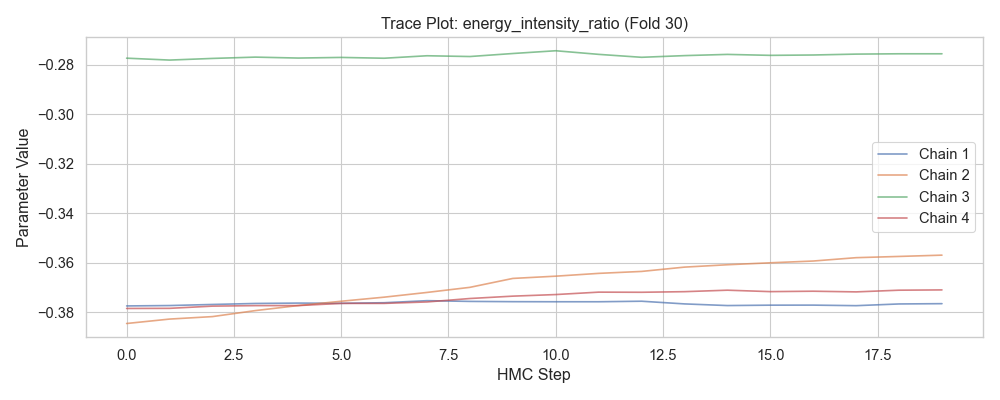 Trace Plot: energy_intensity_ratio (Fold 30)
Parameter Value
−0.28
−0.30
−0.32
−0.34
−0.36
−0.38
Chain 1
Chain 2
Chain 3
Chain 4
0.0 2.5 5.0 7.5 10.0 12.5 15.0 17.5
HMC Step